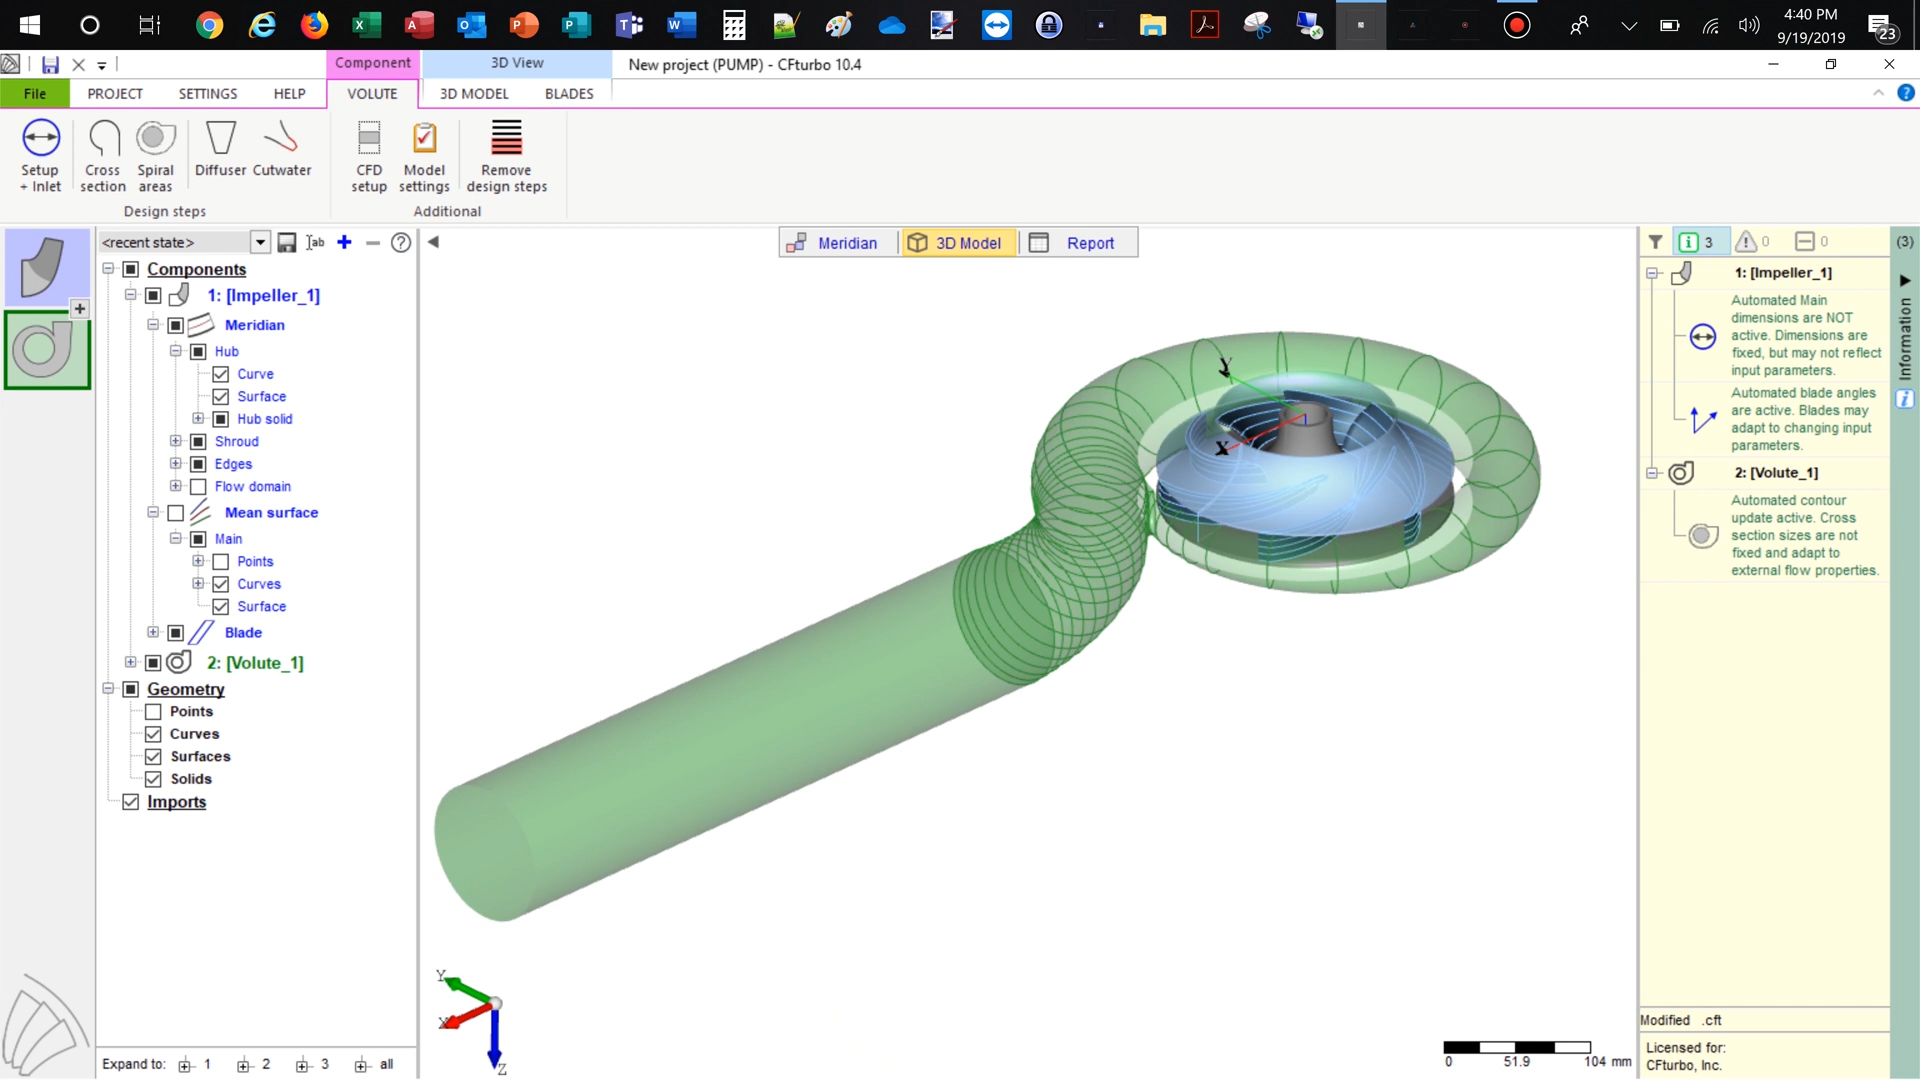 4:40 PM
9/19/2019
23
Component
3D View
New project (PUMP) - CFturbo 10.4
File
PROJECT
SETTINGS
HELP
VOLUTE
3D MODEL
BLADES
Setup
+ Inlet
Cross
section
Spiral
areas
Diffuser
Cutwater
CFD
setup
Model
settings
Remove
design steps
Design steps
Additional
<recent state>
Meridian
3D Model
Report
Components
1: [Impeller_1]
Meridian
Hub
Curve
Surface
Hub solid
Shroud
Edges
Flow domain
Mean surface
Main
Points
Curves
Surface
Blade
2: [Volute_1]
Geometry
Points
Curves
Surfaces
Solids
Imports
Expand to:
1
2
3
all
Y
X
Y
X
Z
0
51.9
104 mm
3
0
0
(3)
Information
1: [Impeller_1]
Automated Main
dimensions are NOT
active. Dimensions are
fixed, but may not reflect
input parameters.
Automated blade angles
are active. Blades may
adapt to changing input
parameters.
2: [Volute_1]
Automated contour
update active. Cross
section sizes are not
fixed and adapt to
external flow properties.
Modified .cft
Licensed for:
CFturbo, Inc.